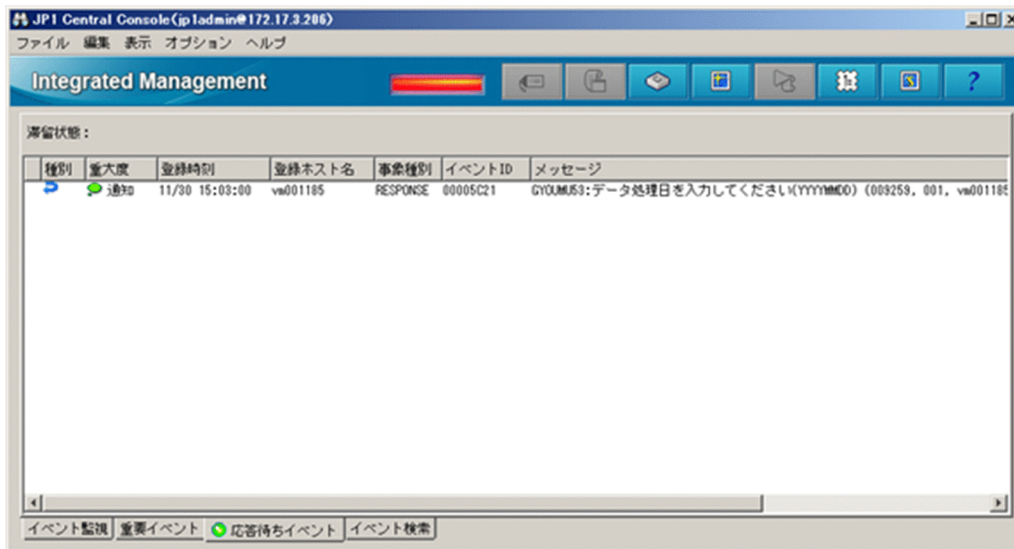 JP1 Central Console(jp1admin@172.17.3.206)
ファイル 編集 表示 オプション ヘルプ
Integrated Management
?
滞留状態：
種別 重大度 登録時刻 登録ホスト名 事象種別 イベントID メッセージ
通知 11/30 15:03:00 vm001185 RESPONSE 00005C21 GYOUMU53:データ処理日を入力してください(YYYYMMDD) (009259, 001, vm001185
イベント監視 重要イベント 応答待ちイベント イベント検索